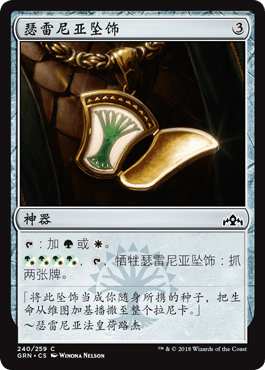 瑟雷尼亚坠饰 3
神器
：加 或 。
， ，牺牲瑟雷尼亚坠饰：抓
两张牌。
「将此坠饰当成你随身所携的种子，把生
命从维图加基播撒至整个拉尼卡。」
～瑟雷尼亚法皇荷路杰
240/259 C
GRN • CS WINONA NELSON
™ & © 2018 Wizards of the Coast